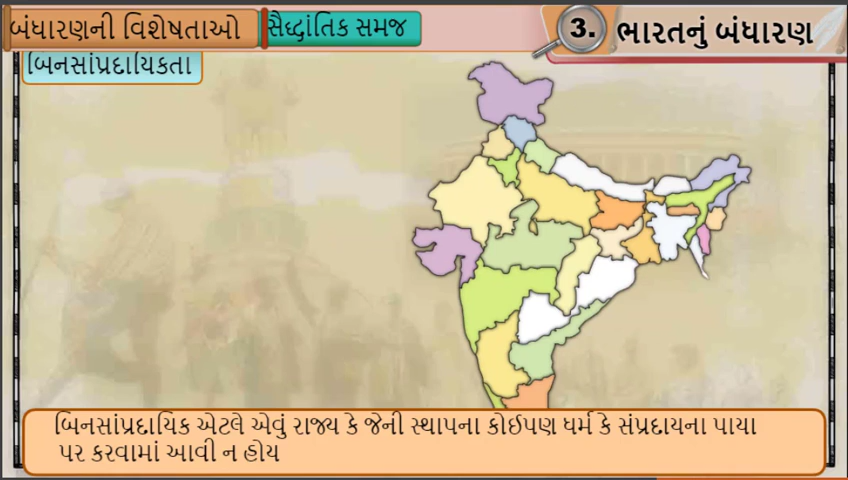 બંધારણની વિશેષતાઓ
સૈદ્ધાંતિક સમજ
3.
ભારતનું બંધારણ
બિનસાંપ્રદાયિકતા
બિનસાંપ્રદાયિક એટલે એવું રાજ્ય કે જેની સ્થાપના કોઈપણ ધર્મ કે સંપ્રદાયના પાયા
પર કરવામાં આવી ન હોય